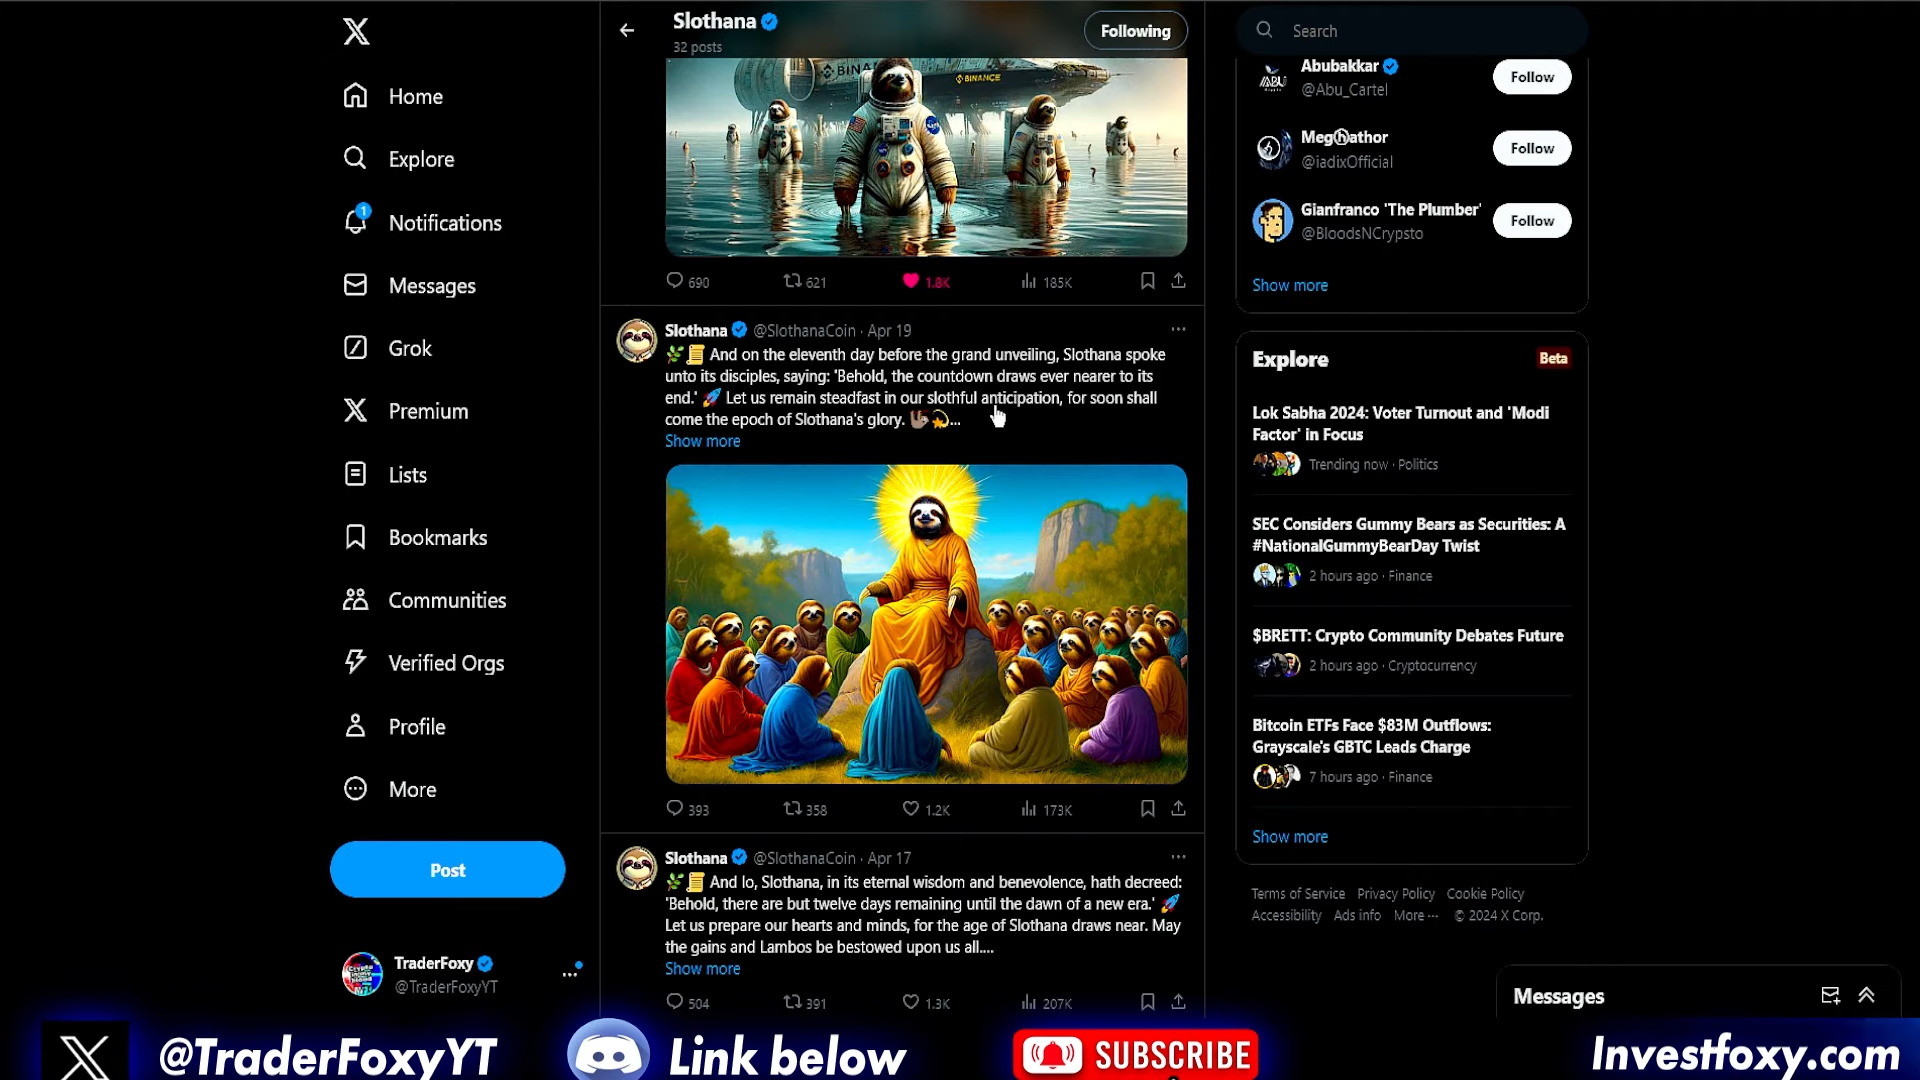 Home
Explore
1
Notifications
Messages
Grok
Premium
Lists
Bookmarks
Communities
Verified Orgs
Profile
More
Post
TraderFoxy
@TraderFoxyYT
Slothana
32 posts
Following
BINANCE
690 621 1.8K 185K
Slothana @SlothanaCoin · Apr 19
And on the eleventh day before the grand unveiling, Slothana spoke
unto its disciples, saying: 'Behold, the countdown draws ever nearer to its
end.' 🚀 Let us remain steadfast in our slothful anticipation, for soon shall
come the epoch of Slothana's glory. ...
Show more
393 358 1.2K 173K
Slothana @SlothanaCoin · Apr 17
And lo, Slothana, in its eternal wisdom and benevolence, hath decreed:
'Behold, there are but twelve days remaining until the dawn of a new era.' 🚀
Let us prepare our hearts and minds, for the age of Slothana draws near. May
the gains and Lambos be bestowed upon us all....
Show more
504 391 1.3K 207K
Search
Abubakkar
@Abu_Cartel
Follow
@iadixOfficial
Follow
Gianfranco 'The Plumber'
@BloodsNCrypsto
Follow
Show more
Explore
Beta
Lok Sabha 2024: Voter Turnout and 'Modi
Factor' in Focus
Trending now · Politics
SEC Considers Gummy Bears as Securities: A
#NationalGummyBearDay Twist
2 hours ago · Finance
$BRETT: Crypto Community Debates Future
2 hours ago · Cryptocurrency
Bitcoin ETFs Face $83M Outflows:
Grayscale's GBTC Leads Charge
7 hours ago · Finance
Show more
Terms of Service Privacy Policy Cookie Policy
Accessibility Ads info More ··· © 2024 X Corp.
Messages
@TraderFoxyYT
Link below
SUBSCRIBE
Investfoxy.com